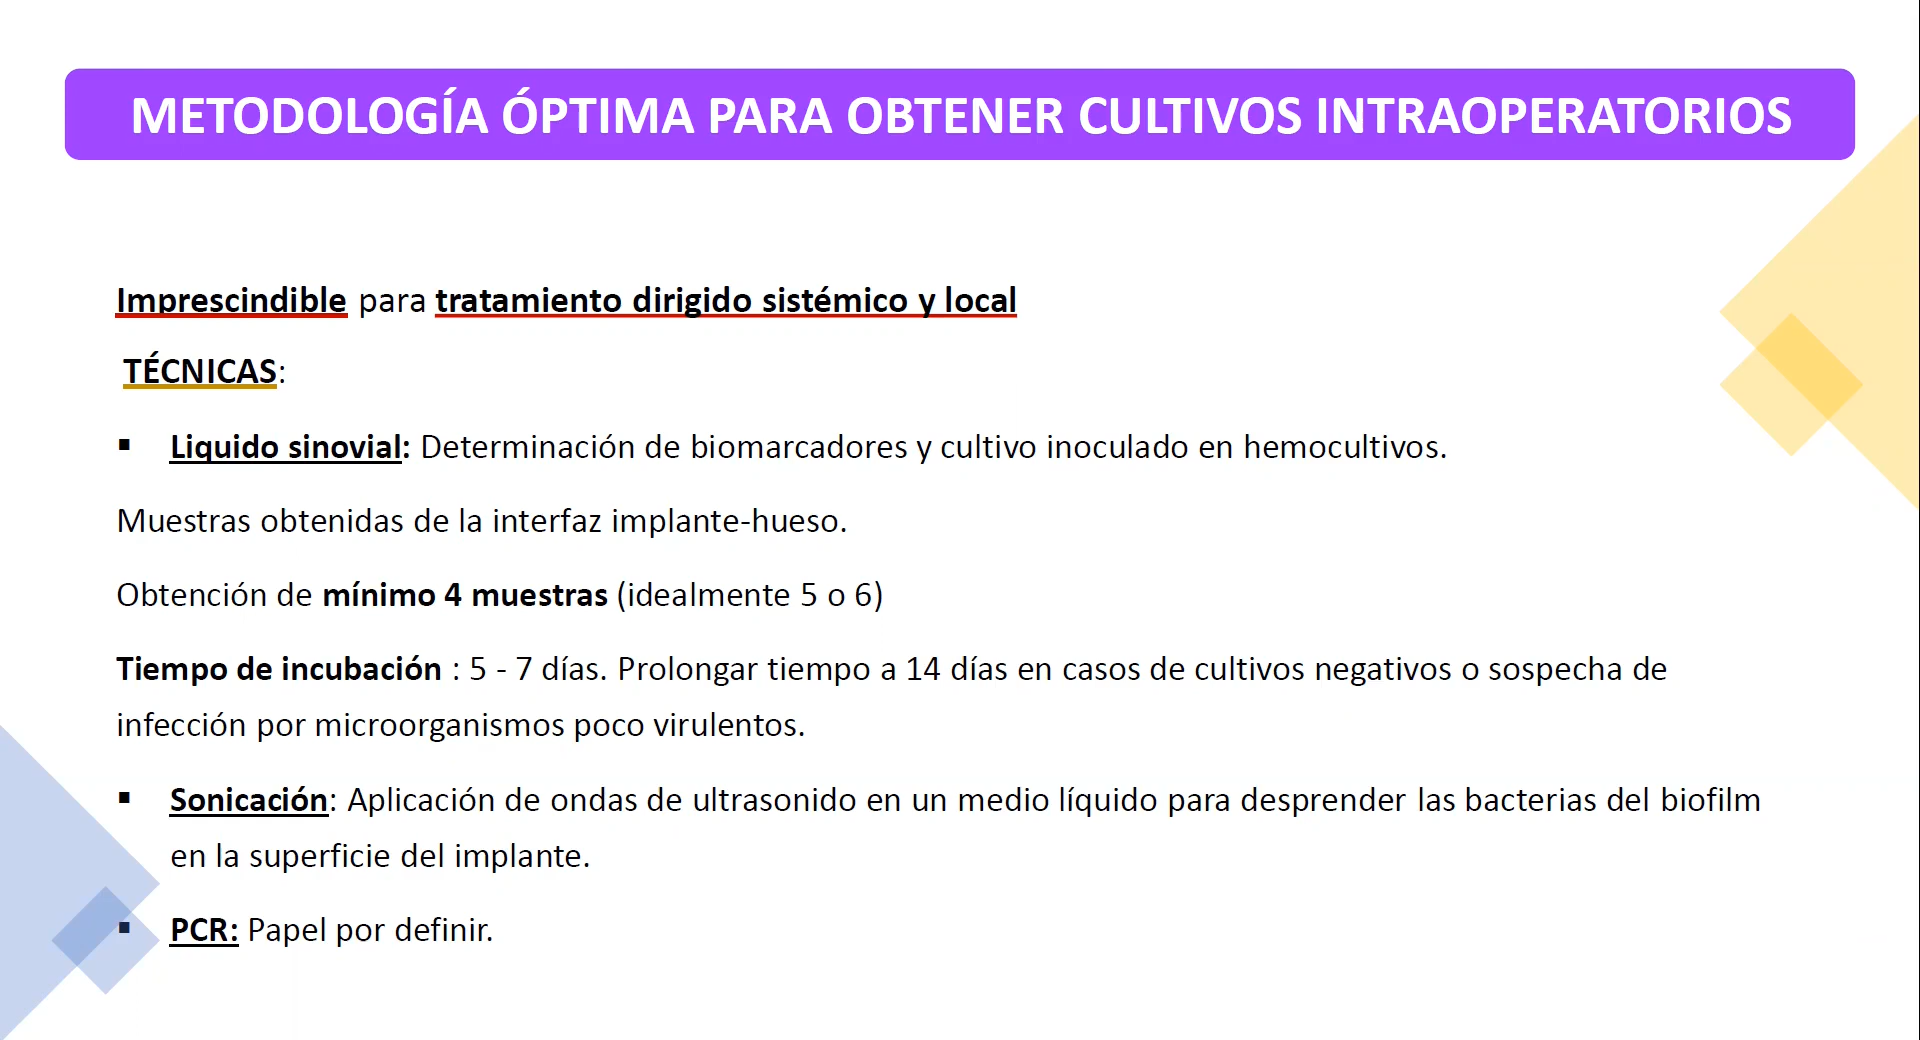 METODOLOGÍA ÓPTIMA PARA OBTENER CULTIVOS INTRAOPERATORIOS
Imprescindible para tratamiento dirigido sistémico y local
TÉCNICAS:
▪ Liquido sinovial: Determinación de biomarcadores y cultivo inoculado en hemocultivos.
Muestras obtenidas de la interfaz implante-hueso.
Obtención de mínimo 4 muestras (idealmente 5 o 6)
Tiempo de incubación : 5 - 7 días. Prolongar tiempo a 14 días en casos de cultivos negativos o sospecha de
infección por microorganismos poco virulentos.
▪ Sonicación: Aplicación de ondas de ultrasonido en un medio líquido para desprender las bacterias del biofilm
en la superficie del implante.
▪ PCR: Papel por definir.